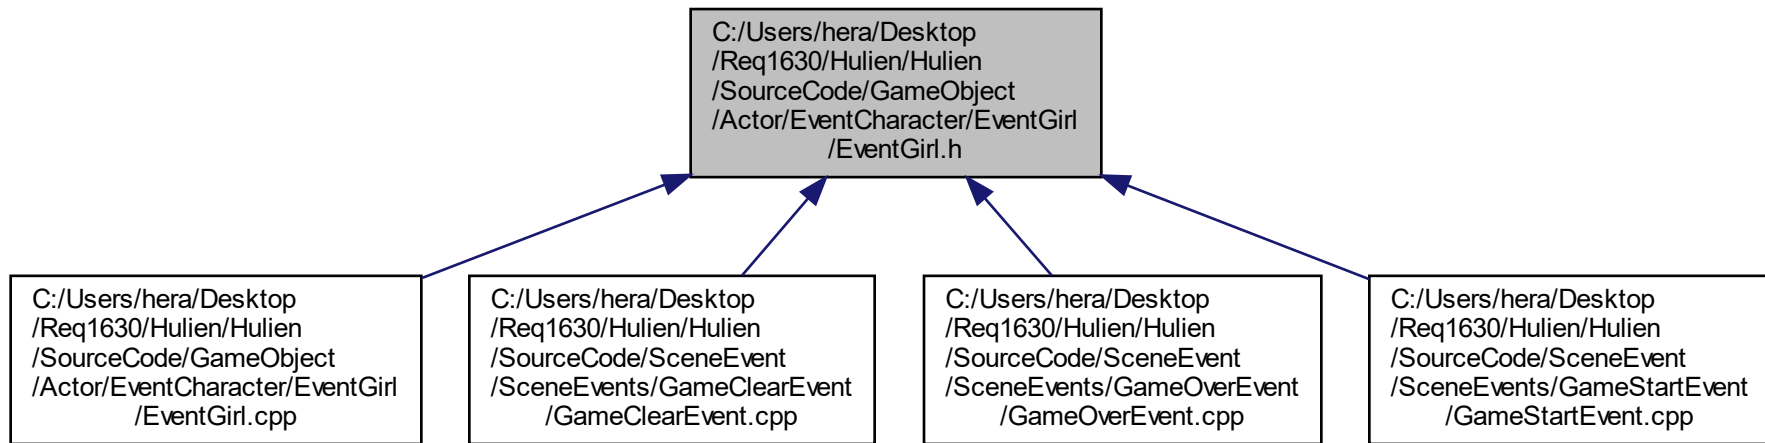 C:/Users/hera/Desktop
/Req1630/Hulien/Hulien
/SourceCode/GameObject
/Actor/EventCharacter/EventGirl
/EventGirl.h
C:/Users/hera/Desktop
/Req1630/Hulien/Hulien
/SourceCode/GameObject
/Actor/EventCharacter/EventGirl
/EventGirl.cpp
C:/Users/hera/Desktop
/Req1630/Hulien/Hulien
/SourceCode/SceneEvent
/SceneEvents/GameClearEvent
/GameClearEvent.cpp
C:/Users/hera/Desktop
/Req1630/Hulien/Hulien
/SourceCode/SceneEvent
/SceneEvents/GameOverEvent
/GameOverEvent.cpp
C:/Users/hera/Desktop
/Req1630/Hulien/Hulien
/SourceCode/SceneEvent
/SceneEvents/GameStartEvent
/GameStartEvent.cpp